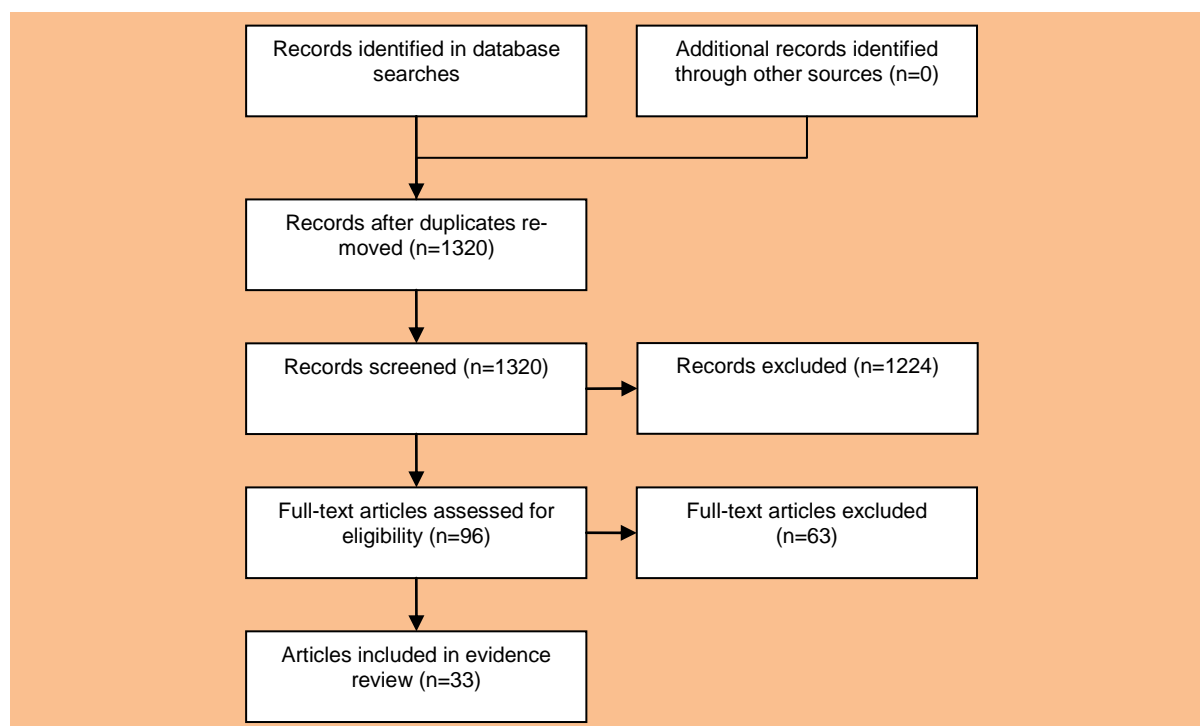 Records identified in database
searches
Additional records identified
through other sources (n=0)
Records after duplicates re-
moved (n=1320)
Records screened (n=1320)
Records excluded (n=1224)
Full-text articles assessed for
eligibility (n=96)
Full-text articles excluded
(n=63)
Articles included in evidence
review (n=33)